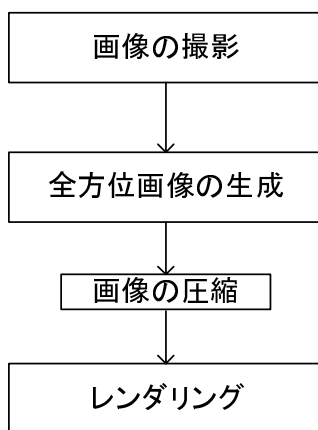 画像の撮影
全方位画像の生成
画像の圧縮
レンダリング